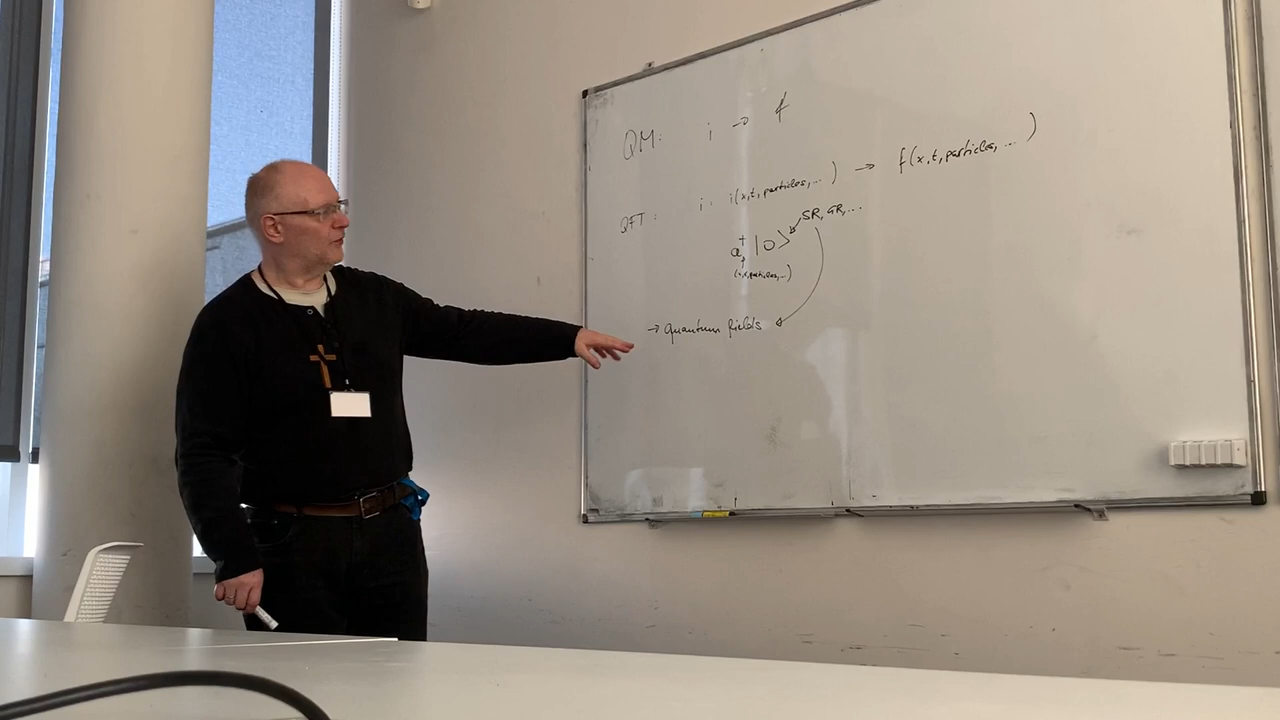 QM: i → f
QFT: i: i(x,t,particles,...) → f(x,t,particles,...)
a† |0> SR, GR,...
(x,t,particles,...)
→ Quantum fields